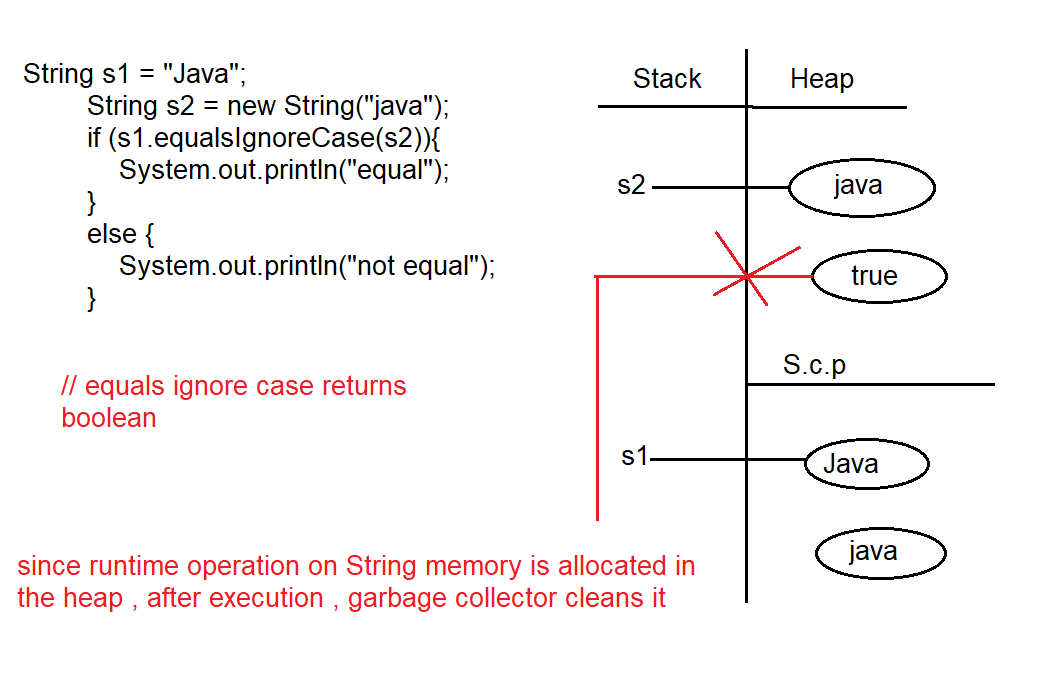 String s1 = "Java";
String s2 = new String("java");
if (s1.equalsIgnoreCase(s2)){
System.out.println("equal");
}
else {
System.out.println("not equal");
}
// equals ignore case returns
boolean
since runtime operation on String memory is allocated in
the heap , after execution , garbage collector cleans it
Stack
Heap
s2
java
true
S.c.p
s1
Java
java